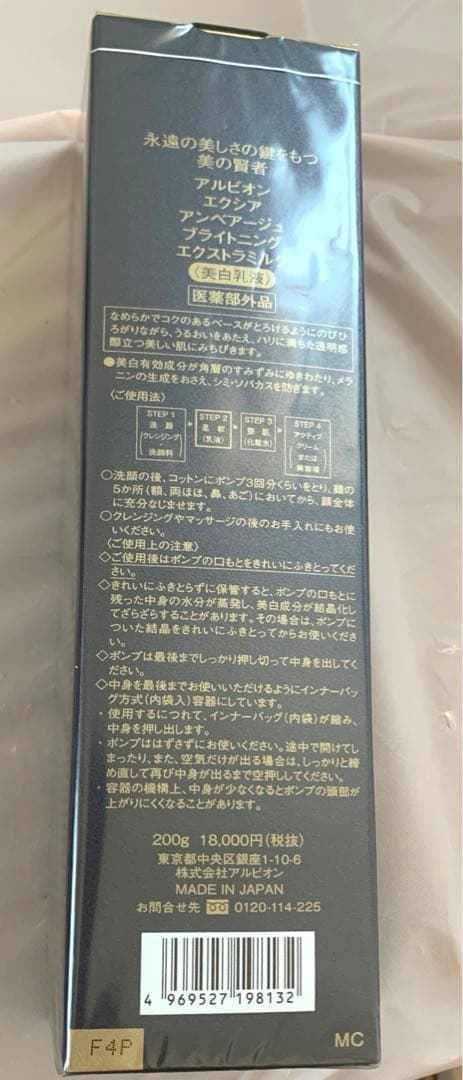 永遠の美しさの鍵をもつ
美の賢者
アルビオン
エクシア
アンベアージュ
ブライトニング
エクストラミルク
〈美白乳液〉
医薬部外品
なめらかでコクのあるベースがとろけるようにのびひ
ろがりながら、うるおいをあたえ、ハリに満ちた透明感
際立つ美しい肌にみちびきます。
●美白有効成分が角層のすみずみにゆきわたり、メラ
ニンの生成をおさえ、シミ・ソバカスを防ぎます。
〈ご使用法〉
STEP 1
洗顔
クレンジング・
洗顔料
STEP 2
柔軟
(乳液)
STEP 3
整肌
(化粧水)
STEP 4
アクティブ
クリーム
または
美容液
○洗顔の後、コットンにポンプ3回分くらいをとり、顔の
5か所(額、両ほほ、鼻、あご)においてから、顔全体
に充分なじませます。
○クレンジングやマッサージの後のお手入れにもお使
いください。
〈ご使用上の注意〉
◇ご使用後はポンプの口もとをきれいにふきとってくだ
さい。
◇きれいにふきとらずに保管すると、ポンプの口もとに
残った中身の水分が蒸発し、美白成分が結晶化し
てざらざらすることがあります。その場合は、ポンプに
ついた結晶をきれいにふきとってからお使いくださ
い。
◇ポンプは最後までしっかり押し切って中身を出してく
ださい。
◇中身を最後までお使いいただけるようにインナーバッ
グ方式(内袋入)容器にしています。
・使用するにつれて、インナーバッグ(内袋)が縮み、
中身を押し出します。
・ポンプははずさずにお使いください。途中で開けてし
まったり、また、空気だけが出る場合は、しっかりと締
め直して再び中身が出るまで空押ししてください。
・容器の機構上、中身が少なくなるとポンプの頭部が
上がりにくくなることがあります。
200g 18,000円(税抜)
東京都中央区銀座1-10-6
株式会社アルビオン
MADE IN JAPAN
お問合せ先 0120-114-225
4 969527 198132
F4P
MC